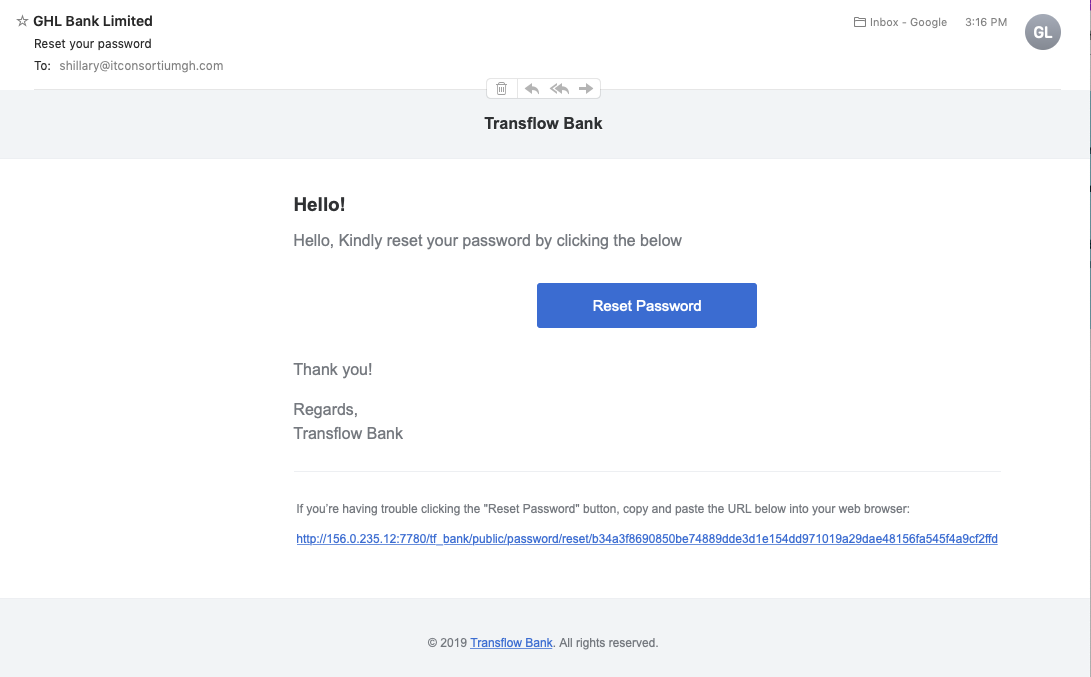 ☆ GHL Bank Limited
Inbox - Google 3:16 PM
GL
Reset your password
To: shillary@itconsortiumgh.com
Transflow Bank
Hello!
Hello, Kindly reset your password by clicking the below
Reset Password
Thank you!
Regards,
Transflow Bank
If you’re having trouble clicking the "Reset Password" button, copy and paste the URL below into your web browser:
http://156.0.235.12:7780/tf_bank/public/password/reset/b34a3f8690850be74889dde3d1e154dd971019a29dae48156fa545f4a9cf2ffd
© 2019 Transflow Bank. All rights reserved.